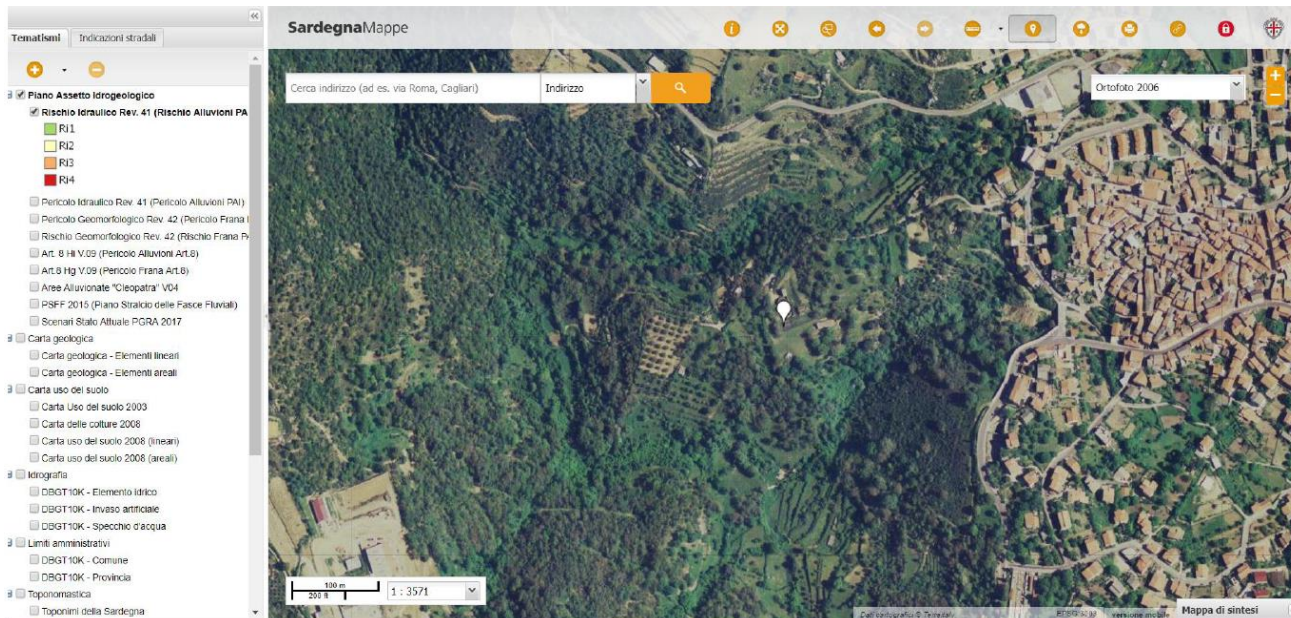 Tematismi
Indicazioni stradali
Piano Assetto Idrogeologico
Rischio Idraulico Rev. 41 (Rischio Alluvioni PA
Ri1
Ri2
Ri3
Ri4
Pericolo Idraulico Rev. 41 (Pericolo Alluvioni PAI)
Pericolo Geomorfologico Rev. 42 (Pericolo Frana
Rischio Geomorfologico Rev. 42 (Rischio Frana PA
Art. 8 Hi V.09 (Pericolo Alluvioni Art.8)
Art.8 Hg V.09 (Pericolo Frana Art.8)
Aree Alluvionate "Cleopatra" V04
PSFF 2015 (Piano Stralcio delle Fasce Fluviali)
Scenari Stato Attuale PGRA 2017
Carta geologica
Carta geologica - Elementi lineari
Carta geologica - Elementi areali
Carta uso del suolo
Carta Uso del suolo 2003
Carta delle colture 2008
Carta uso del suolo 2008 (lineari)
Carta uso del suolo 2008 (areali)
Idrografia
DBGT10K - Elemento idrico
DBGT10K - Invaso artificiale
DBGT10K - Specchio d'acqua
Limiti amministrativi
DBGT10K - Comune
DBGT10K - Provincia
Toponomastica
Toponimi della Sardegna
SardegnaMappe
Cerca indirizzo (ad es. via Roma, Cagliari)
Indirizzo
Ortofoto 2006
100 m
200 ft
1 : 3571
Dati cartografici ©
versione mobile
Mappa di sintesi